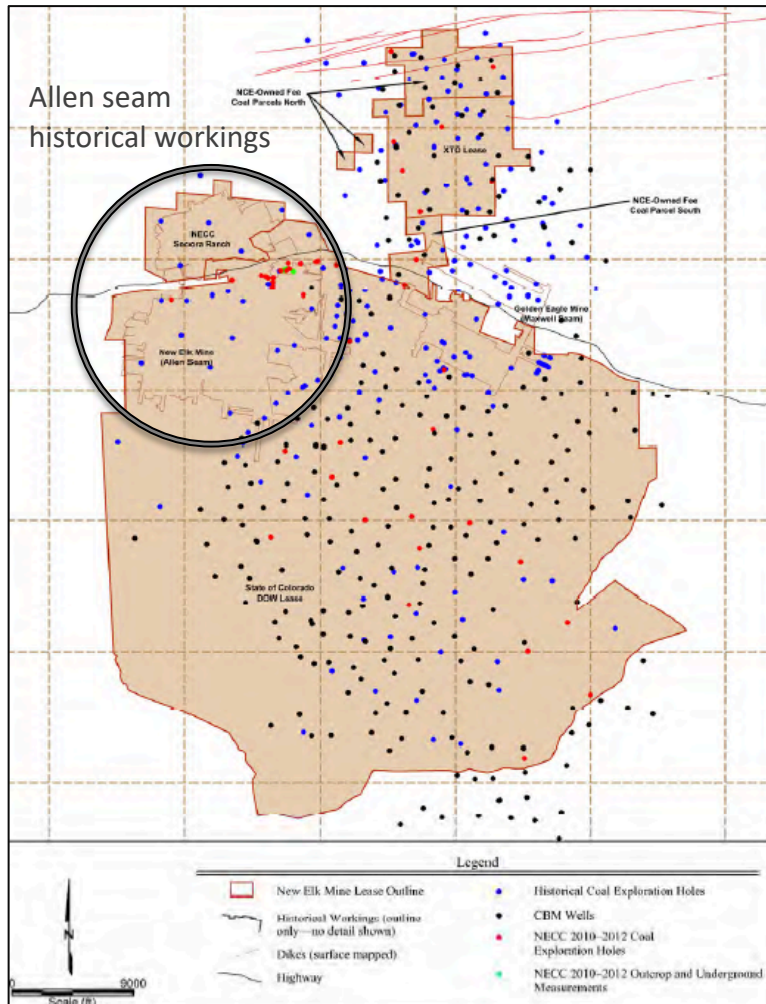 Allen seam
historical workings
NCE-Owned Fee
Coal Parcels North
XTO Lease
NCE-Owned Fee
Coal Parcel South
NECC
Socorra Ranch
Golden Eagle Mine
(Maxwell Seam)
New Elk Mine
(Allen Seam)
State of Colorado
DOW Lease
Legend
N
9000
Scale (ft)
New Elk Mine Lease Outline
Historical Workings (outline
only—no detail shown)
Dikes (surface mapped)
Highway
Historical Coal Exploration Holes
CBM Wells
NECC 2010–2012 Coal
Exploration Holes
NECC 2010–2012 Outcrop and Underground
Measurements